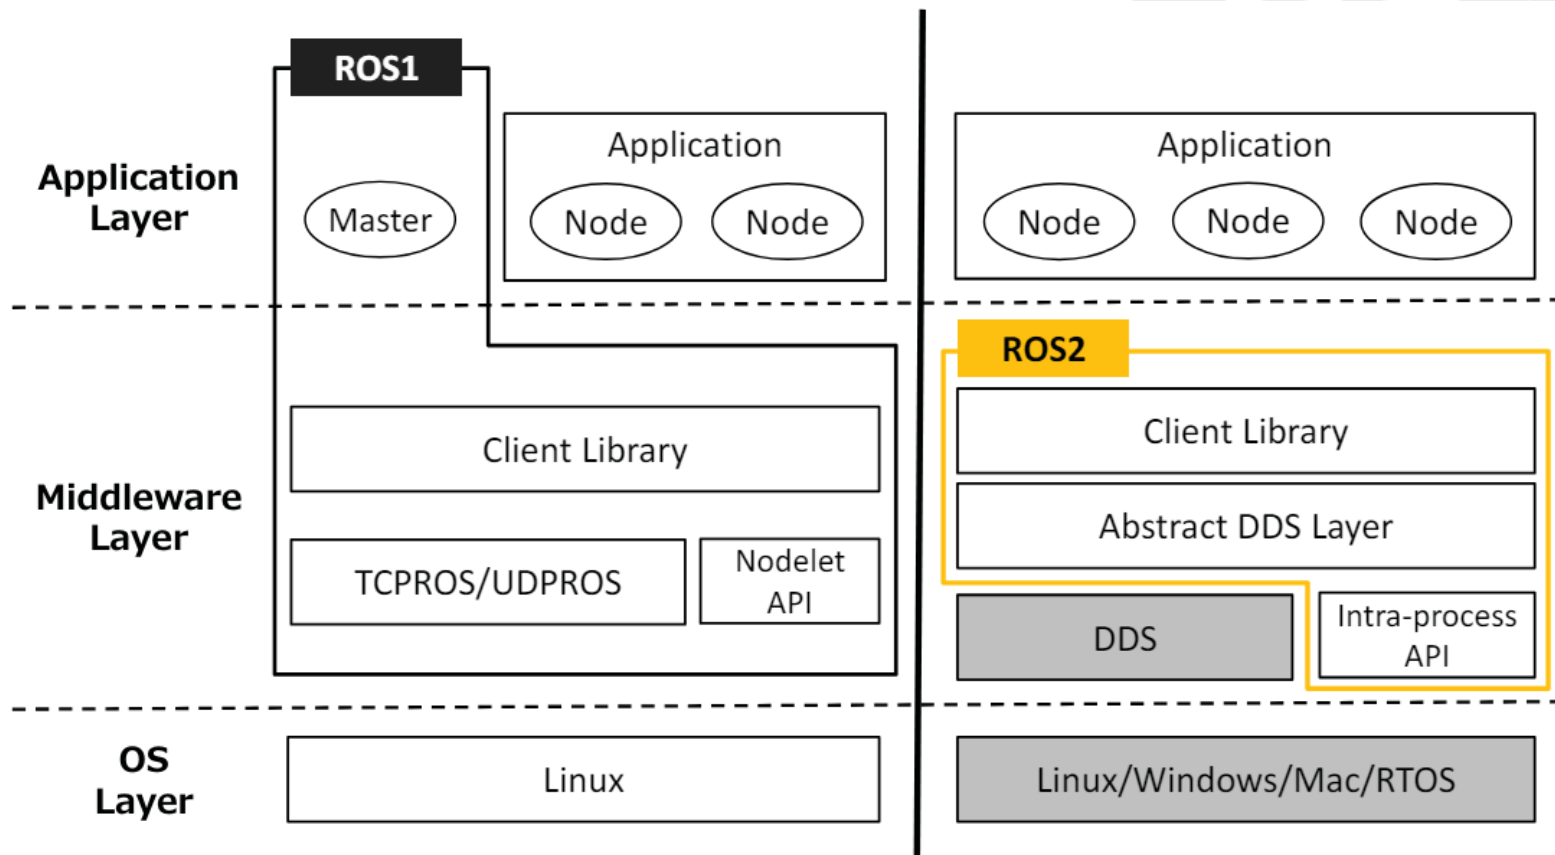 ROS1
Application
Layer
Master
Application
Node
Node
Application
Node
Node
Node
Middleware
Layer
Client Library
TCPROS/UDPROS
Nodelet
API
ROS2
Client Library
Abstract DDS Layer
DDS
Intra-process
API
OS
Layer
Linux
Linux/Windows/Mac/RTOS